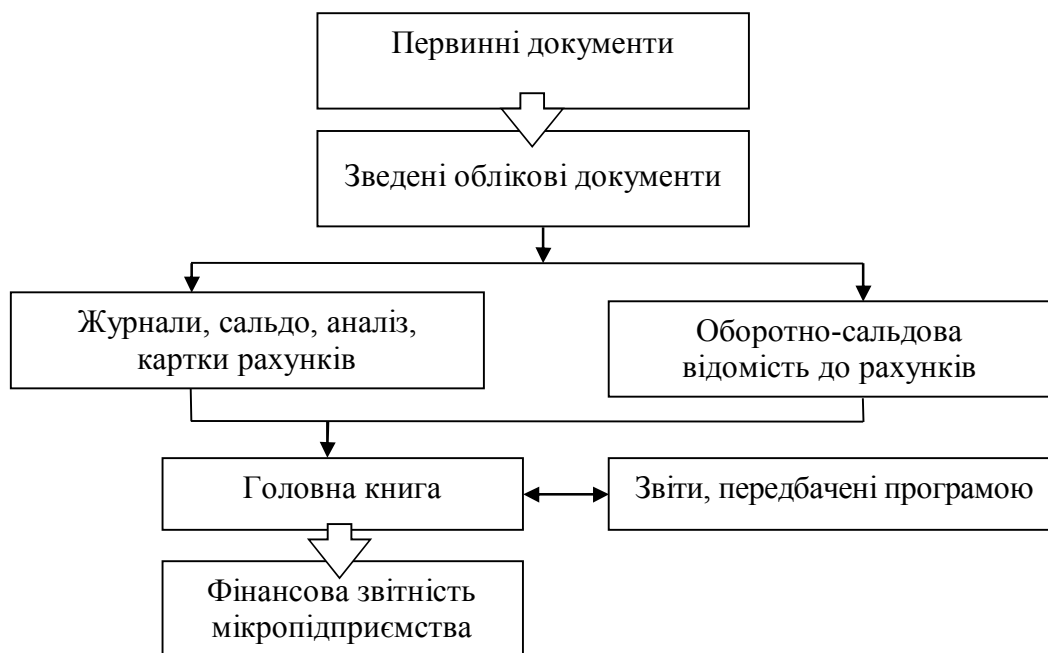 Первинні документи
Зведені облікові документи
Журнали, сальдо, аналіз,
картки рахунків
Оборотно-сальдова
відомість до рахунків
Головна книга
Звіти, передбачені програмою
Фінансова звітність
мікропідприємства